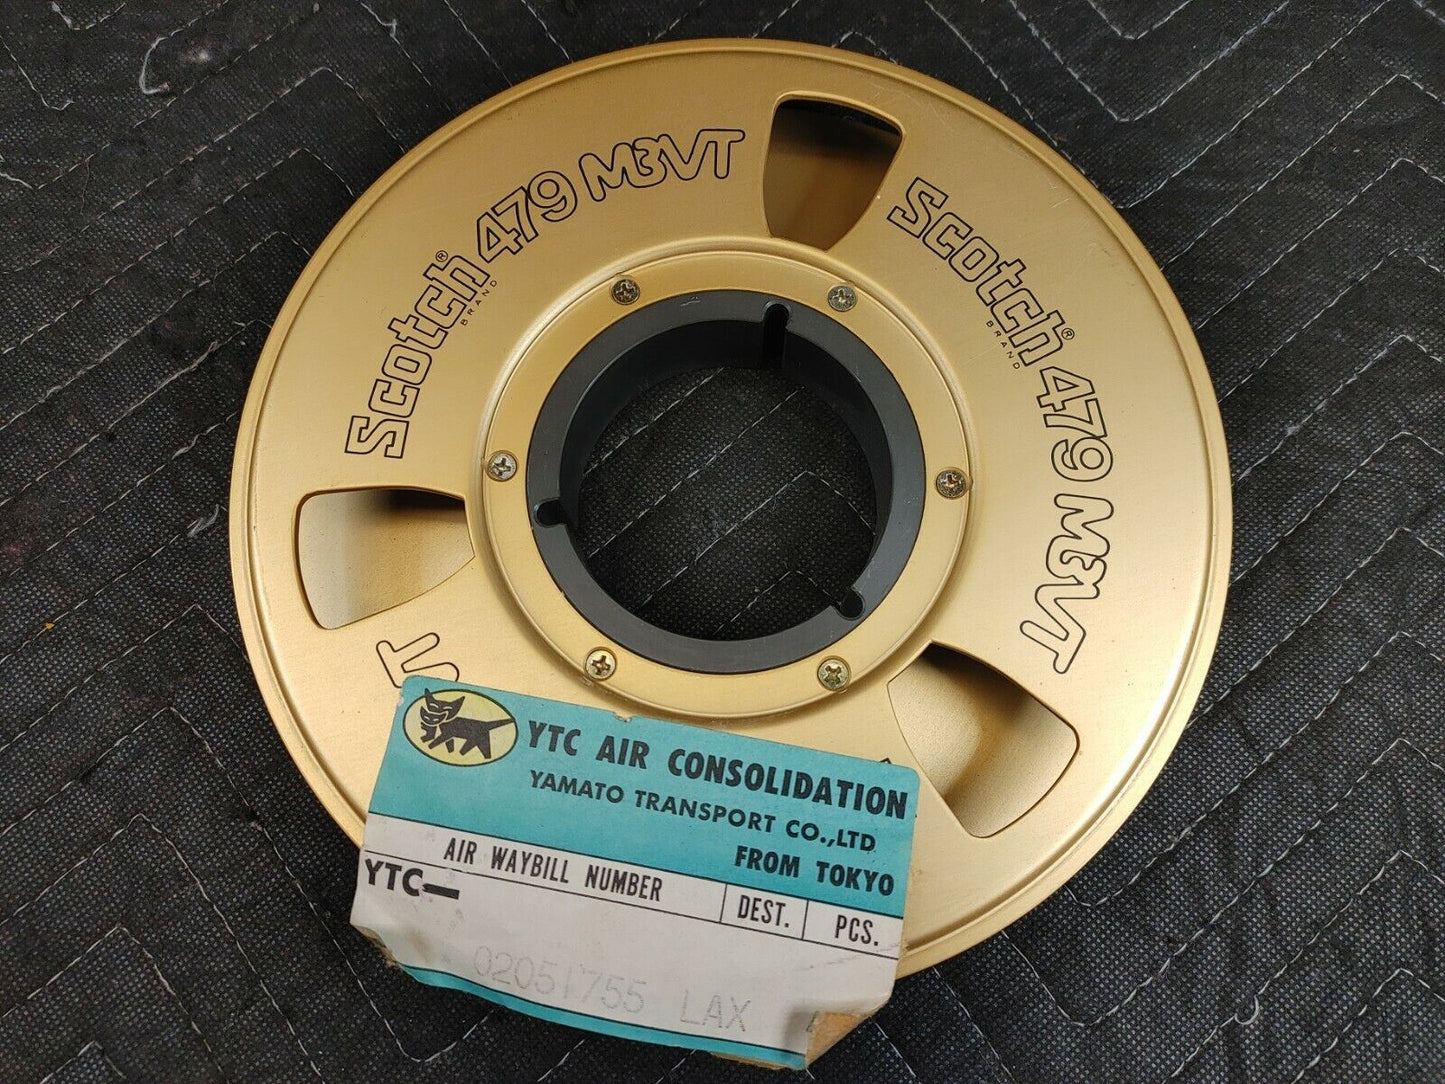 Scotch® 479 M3VT
BRAND
Scotch® 479 M3VT
BRAND
VT
YTC AIR CONSOLIDATION
YAMATO TRANSPORT CO.,LTD
FROM TOKYO
AIR WAYBILL NUMBER DEST. PCS.
YTC-
02051755 LAX